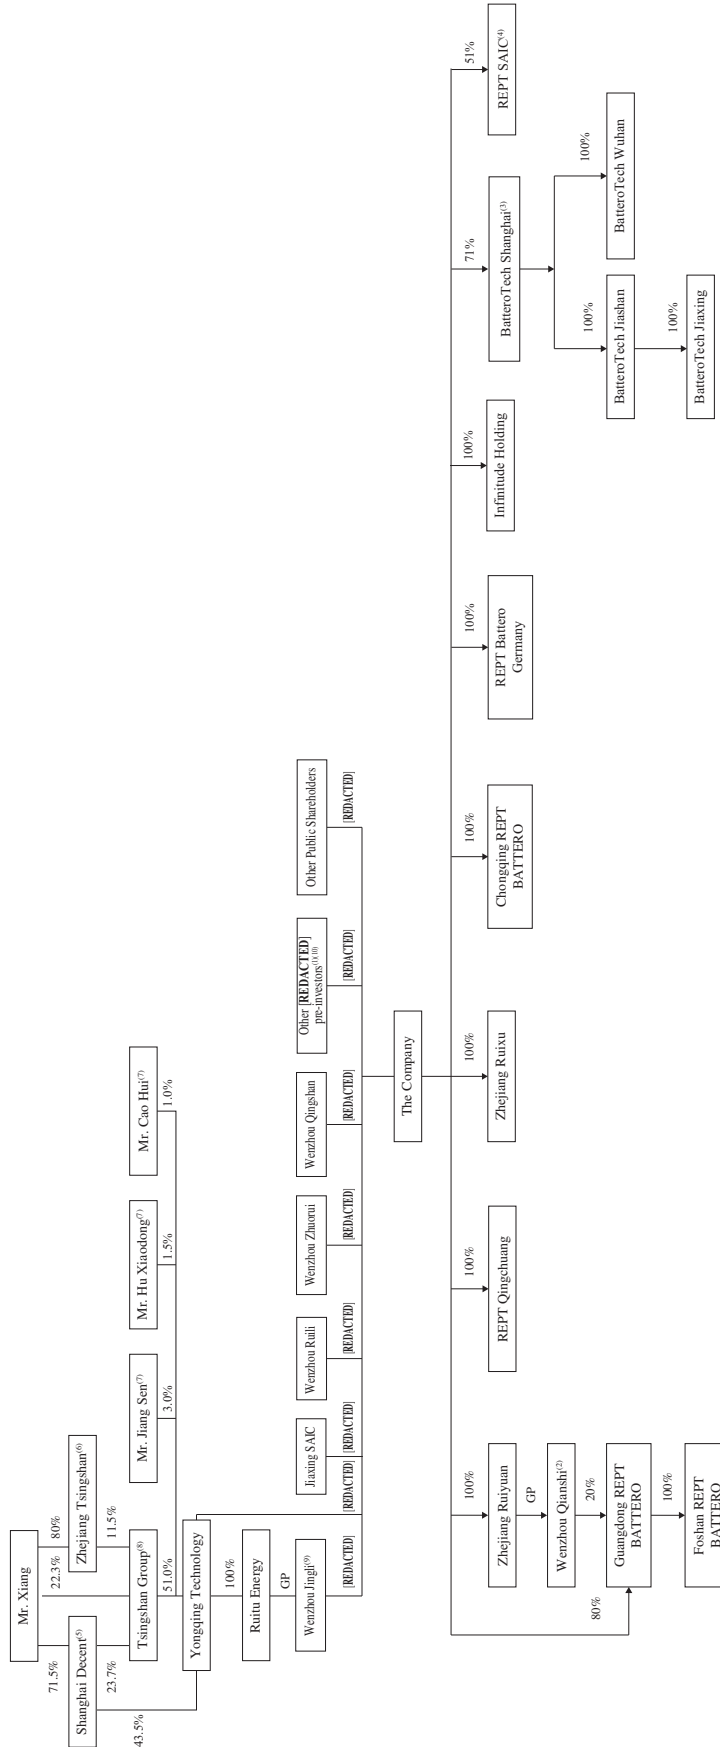 Mr. Xiang
71.5%
22.3%
80%
Shanghai Decent(5)
Zhejiang Tsingshan(6)
23.7%
11.5%
Tsingshan Group(8)
Mr. Jiang Sen(7)
Mr. Hu Xiaodong(7)
Mr. Cao Hui(7)
43.5%
51.0%
3.0%
1.5%
1.0%
Yongqing Technology
100%
Ruitu Energy
GP
Wenzhou Jingli(9)
Jiaxing SAIC
Wenzhou Ruili
Wenzhou Zhuorui
Wenzhou Qingshan
Other [REDACTED]
pre-investors(1)(10)
Other Public Shareholders
[REDACTED]
[REDACTED]
[REDACTED]
[REDACTED]
[REDACTED]
[REDACTED]
[REDACTED]
[REDACTED]
The Company
100%
100%
100%
100%
100%
100%
71%
51%
Zhejiang Ruiyuan
REPT Qingchuang
Zhejiang Ruixu
Chongqing REPT
BATTERO
REPT Battero
Germany
Infinitude Holding
BatteroTech Shanghai(3)
REPT SAIC(4)
GP
Wenzhou Qianshi(2)
80%
20%
100%
100%
Guangdong REPT
BATTERO
BatteroTech Jiashan
BatteroTech Wuhan
100%
100%
Foshan REPT
BATTERO
BatteroTech Jiaxing